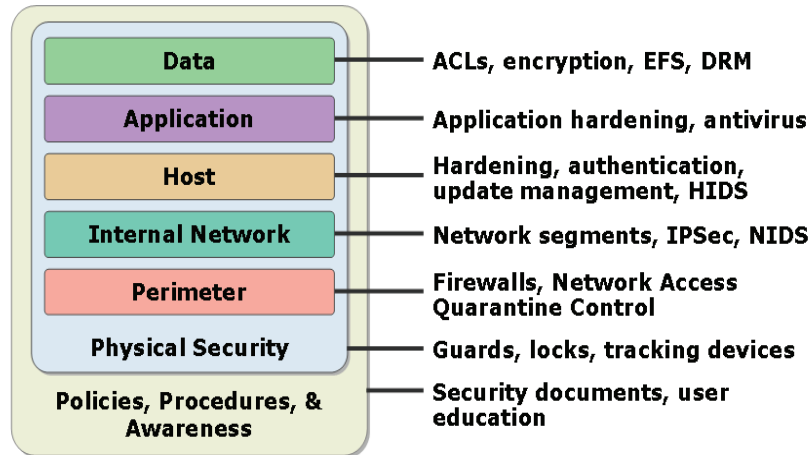 Data
ACLs, encryption, EFS, DRM
Application
Application hardening, antivirus
Host
Hardening, authentication,
update management, HIDS
Internal Network
Network segments, IPSec, NIDS
Perimeter
Firewalls, Network Access
Quarantine Control
Physical Security
Guards, locks, tracking devices
Policies, Procedures, &
Awareness
Security documents, user
education